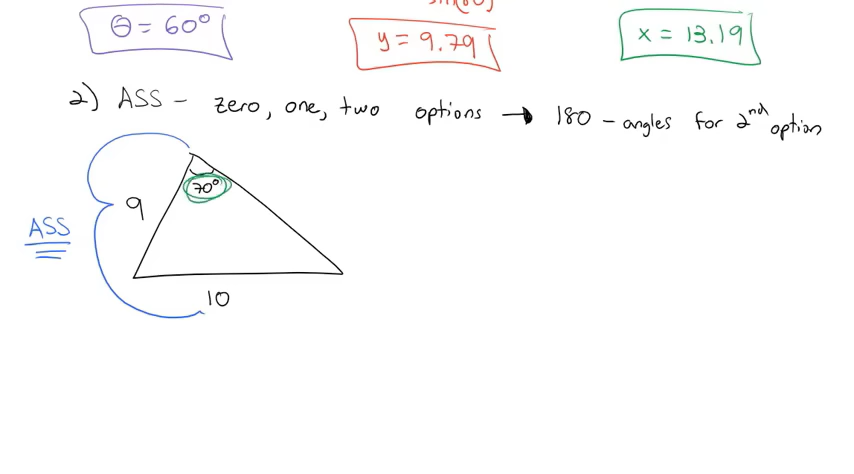 θ = 60°
y = 9.79
x = 13.19
2) ASS - zero, one, two options → 180 - angles for 2nd option
70°
9
ASS
10